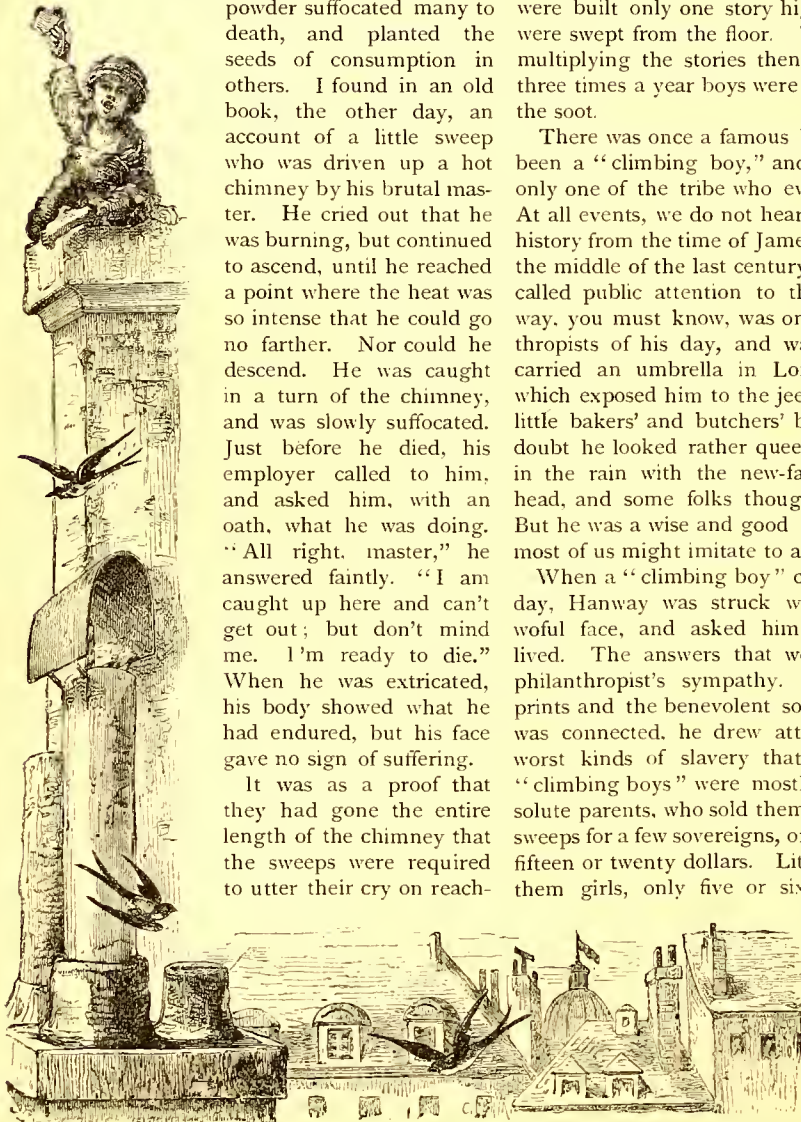 powder suffocated many to
death, and planted the
seeds of consumption in
others. I found in an old
book, the other day, an
account of a little sweep
who was driven up a hot
chimney by his brutal mas-
ter. He cried out that he
was burning, but continued
to ascend, until he reached
a point where the heat was
so intense that he could go
no farther. Nor could he
descend. He was caught
in a turn of the chimney,
and was slowly suffocated.
Just before he died, his
employer called to him,
and asked him, with an
oath, what he was doing.
"All right, master," he
answered faintly. "I am
caught up here and can't
get out; but don't mind
me. I'm ready to die."
When he was extricated,
his body showed what he
had endured, but his face
gave no sign of suffering.
It was as a proof that
they had gone the entire
length of the chimney that
the sweeps were required
to utter their cry on reach-
were built only one story hi
were swept from the floor.
multiplying the stories then
three times a year boys were
the soot.
There was once a famous
been a "climbing boy," and
only one of the tribe who ev
At all events, we do not hear
history from the time of Jame
the middle of the last century
called public attention to th
way, you must know, was on
thropists of his day, and wa
carried an umbrella in Lo
which exposed him to the jee
little bakers' and butchers' b
doubt he looked rather quee
in the rain with the new-fa
head, and some folks thoug
But he was a wise and good
most of us might imitate to a
When a "climbing boy" c
day, Hanway was struck w
woful face, and asked him
lived. The answers that we
philanthropist's sympathy.
prints and the benevolent so
was connected, he drew att
worst kinds of slavery that
"climbing boys" were most
solute parents, who sold them
sweeps for a few sovereigns, o
fifteen or twenty dollars. Lit
them girls, only five or six